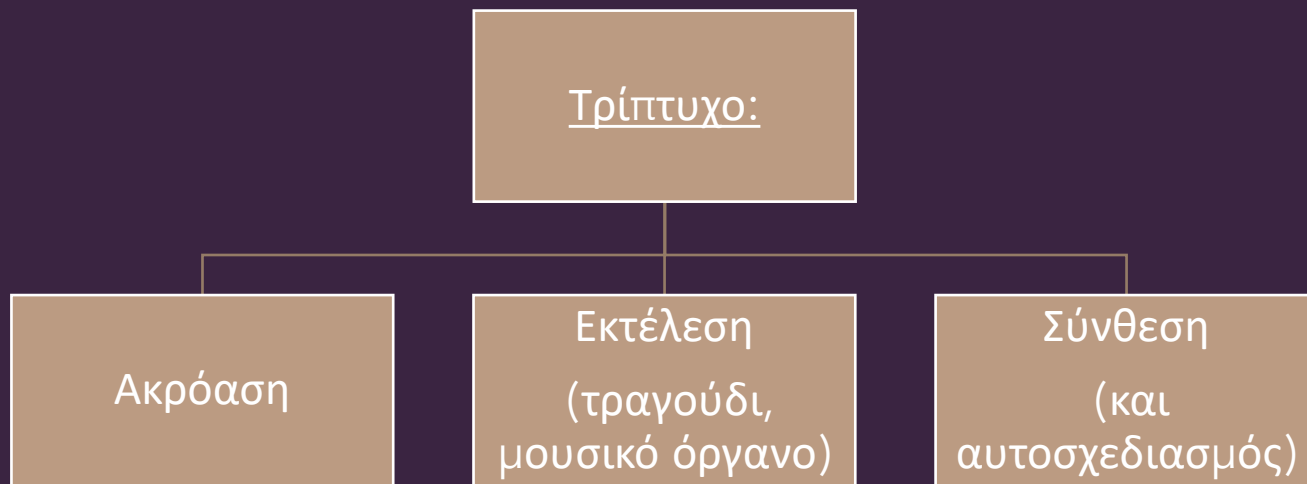 Τρίπτυχο:
Ακρόαση
Εκτέλεση
(τραγούδι,
μουσικό όργανο)
Σύνθεση
(και
αυτοσχεδιασμός)